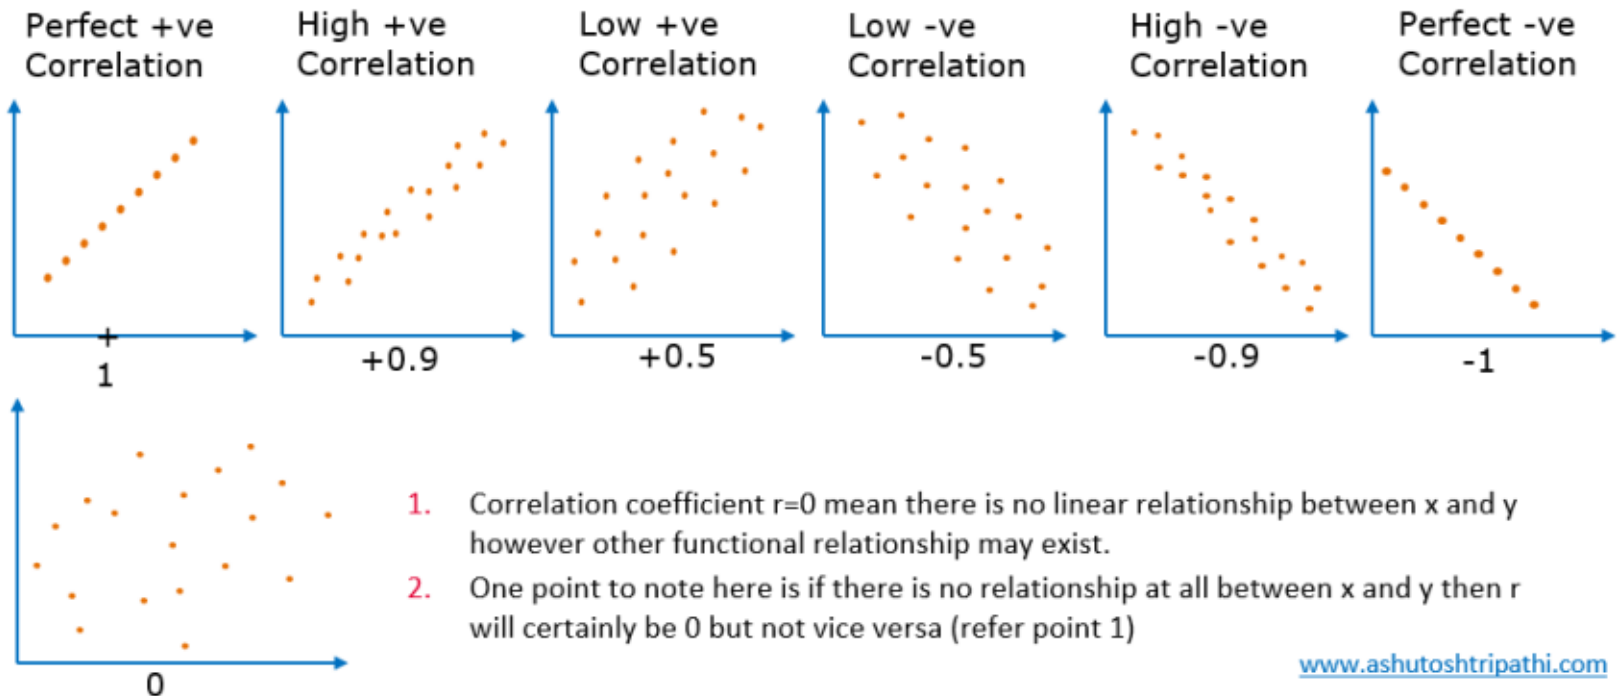 Perfect +ve
Correlation
High +ve
Correlation
Low +ve
Correlation
Low -ve
Correlation
High -ve
Correlation
Perfect -ve
Correlation
+
1
+0.9
+0.5
-0.5
-0.9
-1
0
1. Correlation coefficient r=0 mean there is no linear relationship between x and y
however other functional relationship may exist.
2. One point to note here is if there is no relationship at all between x and y then r
will certainly be 0 but not vice versa (refer point 1)
www.ashutoshtripathi.com